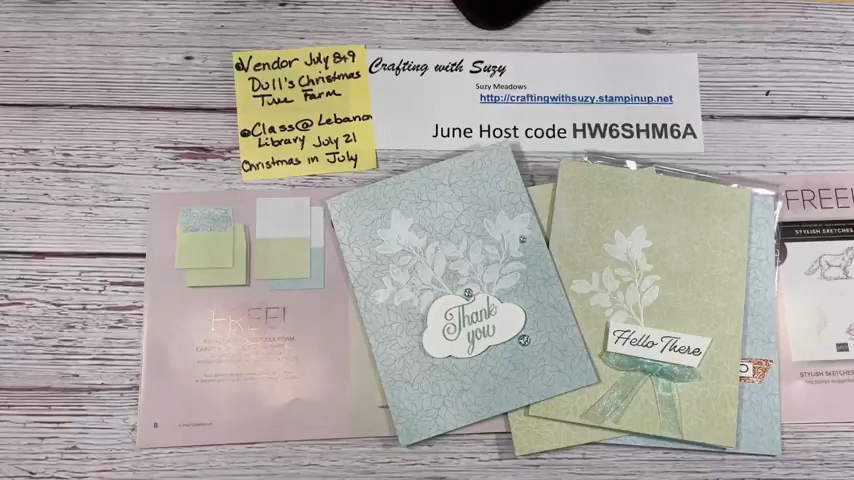 Vendor July 8+9
Dull's Christmas
Tree Farm
Class@Lebanon
Library July 21
Christmas in July
Crafting with Suzy
Suzy Meadows
http://craftingwithsuzy.stampinup.net
June Host code HW6SHM6A
FREE!
8
Thank
you
Hello There
FREE!
STYLISH SKETCHES
STYLISH SKETCHES